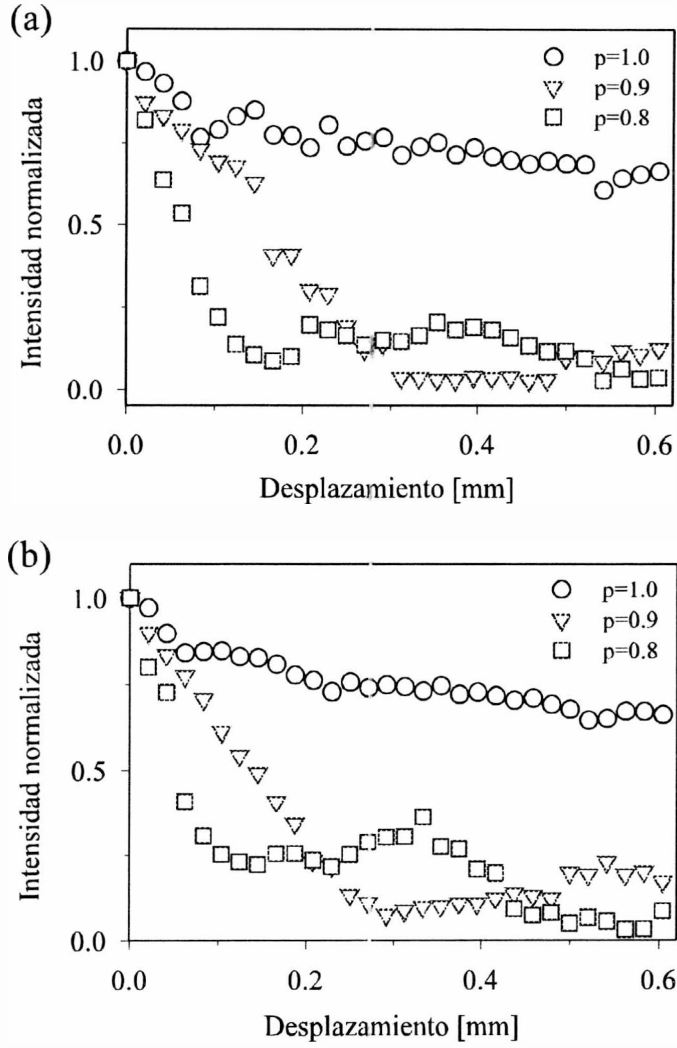 (a)
1.0
0.5
0.0
Intensidad normalizada
p=1.0
p=0.9
p=0.8
0.0 0.2 0.4 0.6
Desplazamiento [mm]
(b)
1.0
0.5
0.0
Intensidad normalizada
p=1.0
p=0.9
p=0.8
0.0 0.2 0.4 0.6
Desplazamiento [mm]